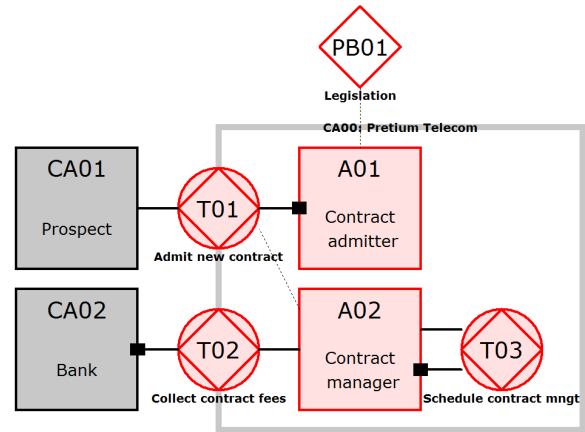 PB01
Legislation
CA00: Pretium Telecom
CA01
Prospect
T01
Admit new contract
A01
Contract
admitter
CA02
Bank
T02
Collect contract fees
A02
Contract
manager
T03
Schedule contract mngt